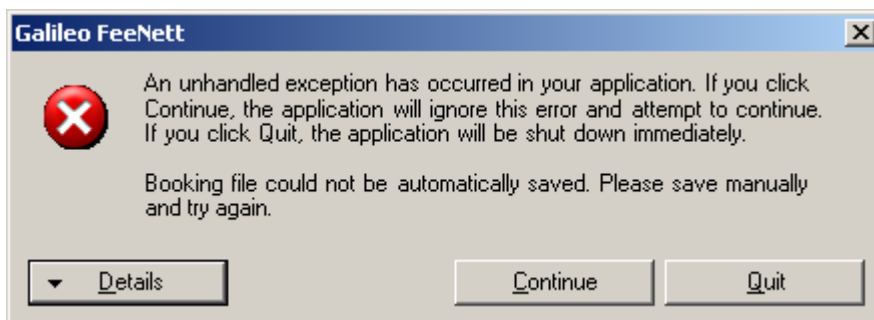 Galileo FeeNett
An unhandled exception has occurred in your application. If you click
Continue, the application will ignore this error and attempt to continue.
If you click Quit, the application will be shut down immediately.
Booking file could not be automatically saved. Please save manually
and try again.
Details
Continue
Quit